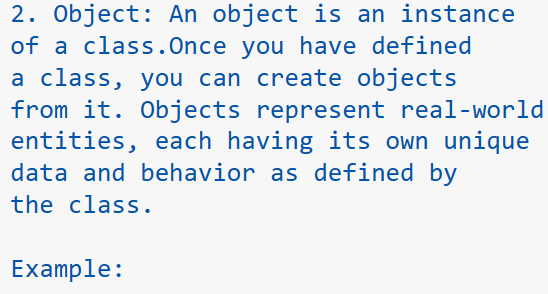 2. Object: An object is an instance
of a class.Once you have defined
a class, you can create objects
from it. Objects represent real-world
entities, each having its own unique
data and behavior as defined by
the class.
Example: